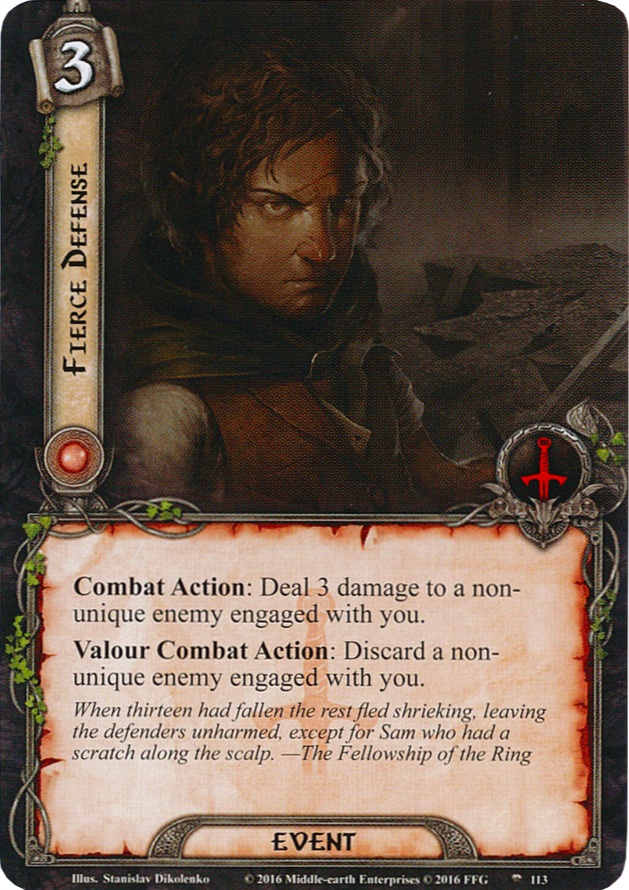 3
FIERCE DEFENSE
Combat Action: Deal 3 damage to a non-
unique enemy engaged with you.
Valour Combat Action: Discard a non-
unique enemy engaged with you.
When thirteen had fallen the rest fled shrieking, leaving
the defenders unharmed, except for Sam who had a
scratch along the scalp. —The Fellowship of the Ring
EVENT
Illus. Stanislav Dikolenko © 2016 Middle-earth Enterprises © 2016 FFG 113